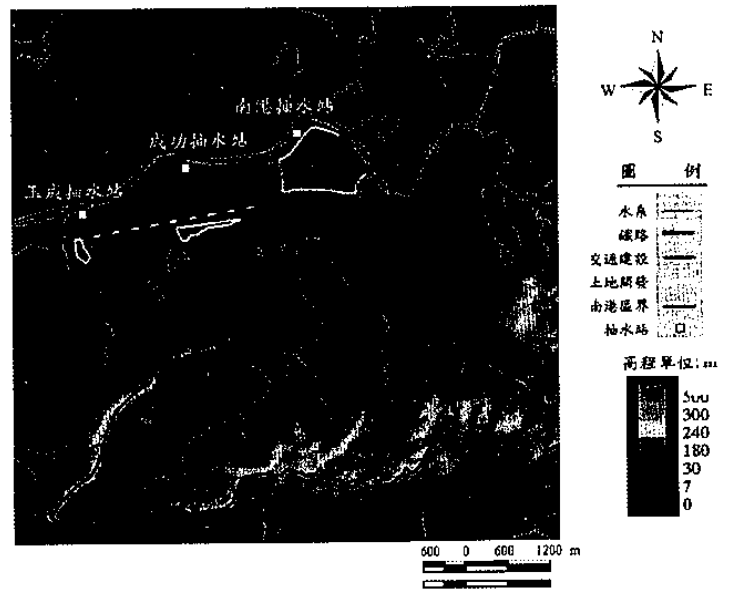 南港抽水站
成功抽水站
玉成抽水站
N
W E
S
圖 例
水系
鐵路
交通建設
土地開發
南港區界
抽水站
高程單位:m
500
300
240
180
30
7
0
600 0 600 1200 m